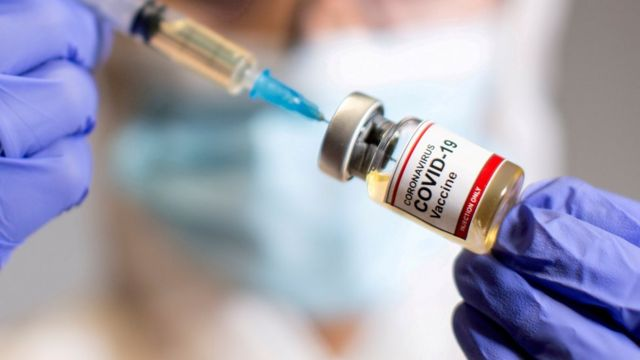 CORONAVIRUS
COVID-19
Vaccine
INJECTION ONLY